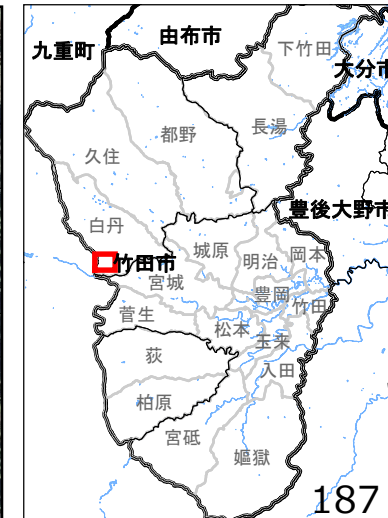 九重町
由布市
下竹田
大分市
都野
長湯
久住
白丹
豊後大野市
城原
明治
岡本
竹田市
宮城
豊岡
竹田
菅生
松本
玉来
荻
入田
柏原
宮砥
嫗獄
187